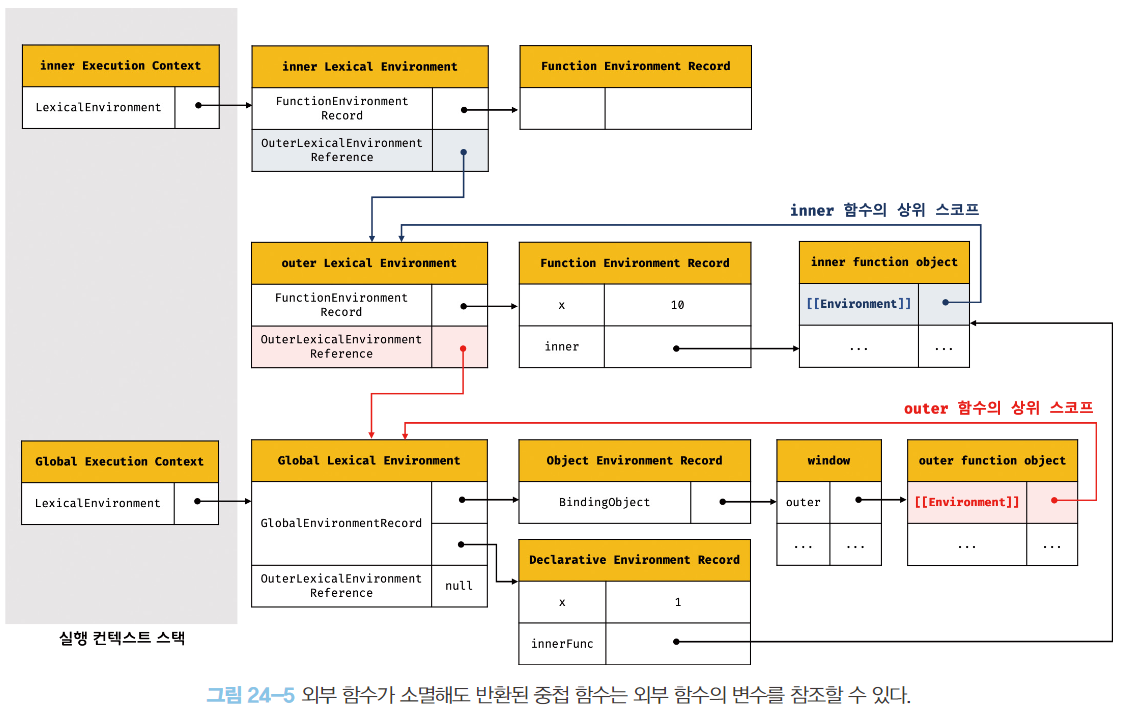 inner Execution Context
LexicalEnvironment
inner Lexical Environment
FunctionEnvironment
Record
OuterLexicalEnvironment
Reference
Function Environment Record
inner 함수의 상위 스코프
outer Lexical Environment
FunctionEnvironment
Record
OuterLexicalEnvironment
Reference
Function Environment Record
x 10
inner
inner function object
[[Environment]]
... ...
outer 함수의 상위 스코프
Global Execution Context
LexicalEnvironment
Global Lexical Environment
GlobalEnvironmentRecord
OuterLexicalEnvironment
Reference
null
Object Environment Record
BindingObject
window
outer
... ...
outer function object
[[Environment]]
... ...
Declarative Environment Record
x 1
innerFunc
실행 컨텍스트 스택
그림 24-5 외부 함수가 소멸해도 반환된 중첩 함수는 외부 함수의 변수를 참조할 수 있다.